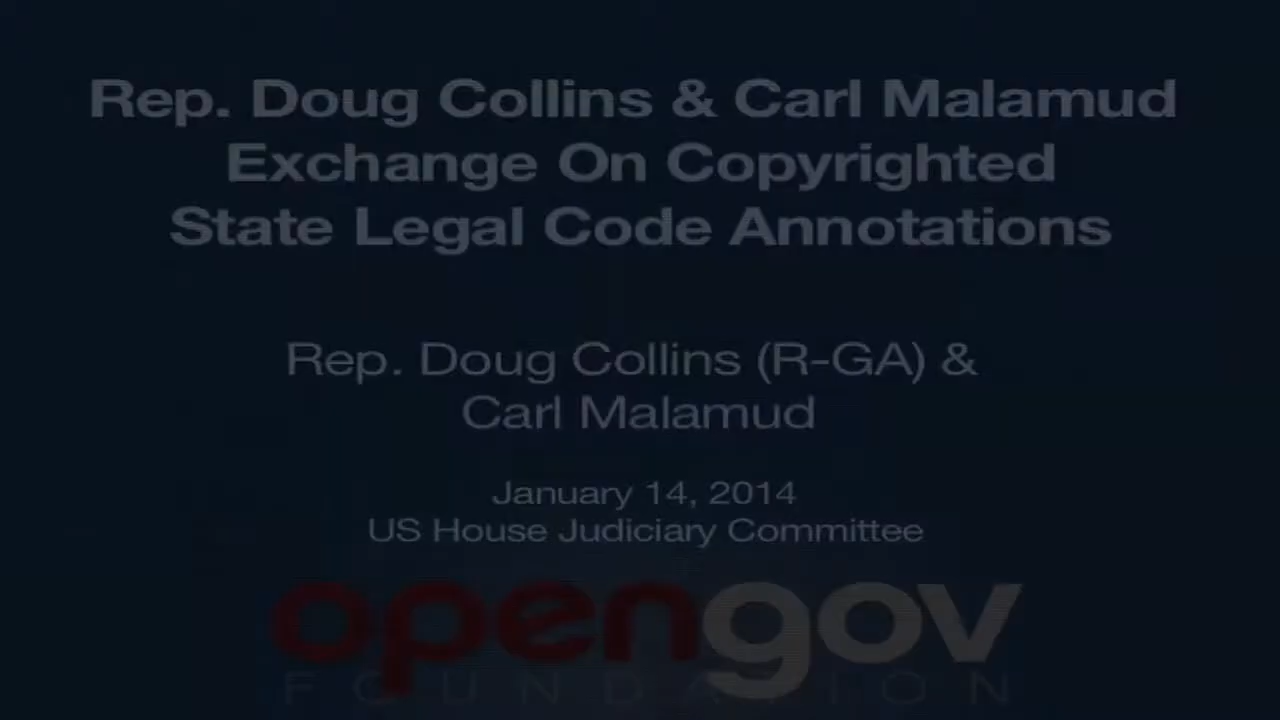 Rep. Doug Collins & Carl Malamud
Exchange On Copyrighted
State Legal Code Annotations
Rep. Doug Collins (R-GA) &
Carl Malamud
January 14, 2014
US House Judiciary Committee
opengov
FOUNDATION